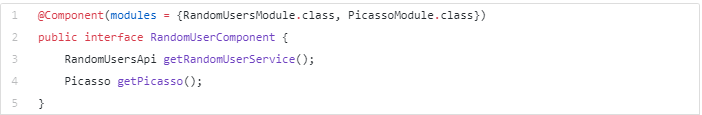 1 @Component(modules = {RandomUsersModule.class, PicassoModule.class})
2 public interface RandomUserComponent {
3     RandomUsersApi getRandomUserService();
4     Picasso getPicasso();
5 }